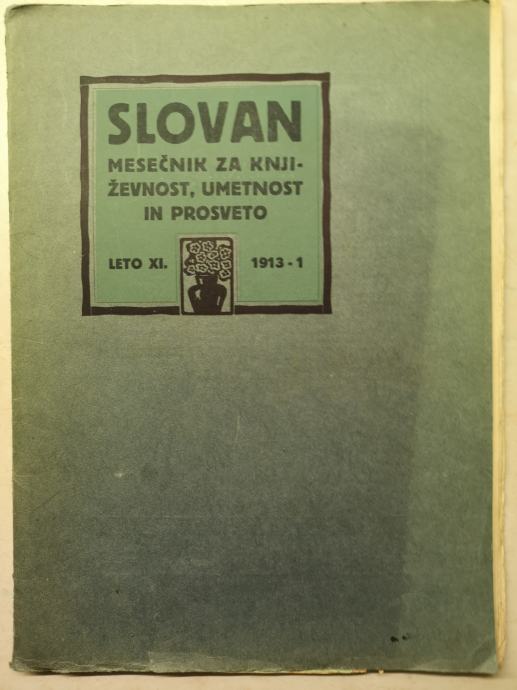 SLOVAN
MESEČNIK ZA KNJI-
ŽEVNOST, UMETNOST
IN PROSVETO
LETO XI. 1913-1